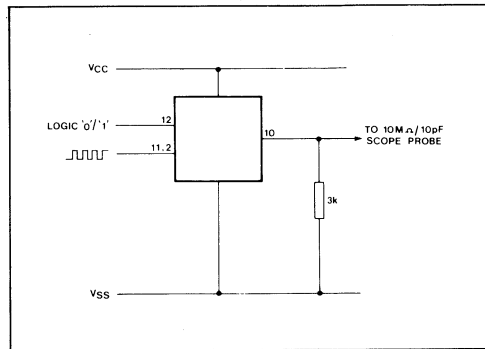 VCC
LOGIC '0'/'1'
12
11.2
10
TO 10MΩ/10pF
SCOPE PROBE
3k
VSS